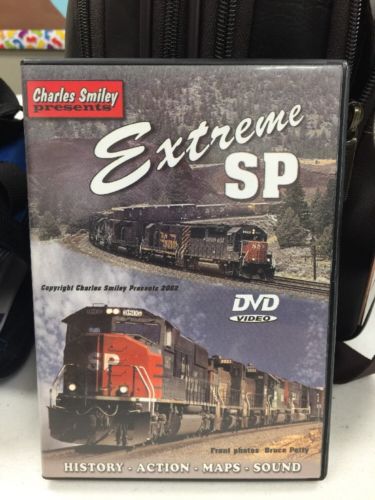 Charles Smiley
presents
Extreme
SP
Copyright Charles Smiley Presents 2002
DVD
VIDEO
SP
Front photos Bruce Petty
HISTORY - ACTION - MAPS - SOUND